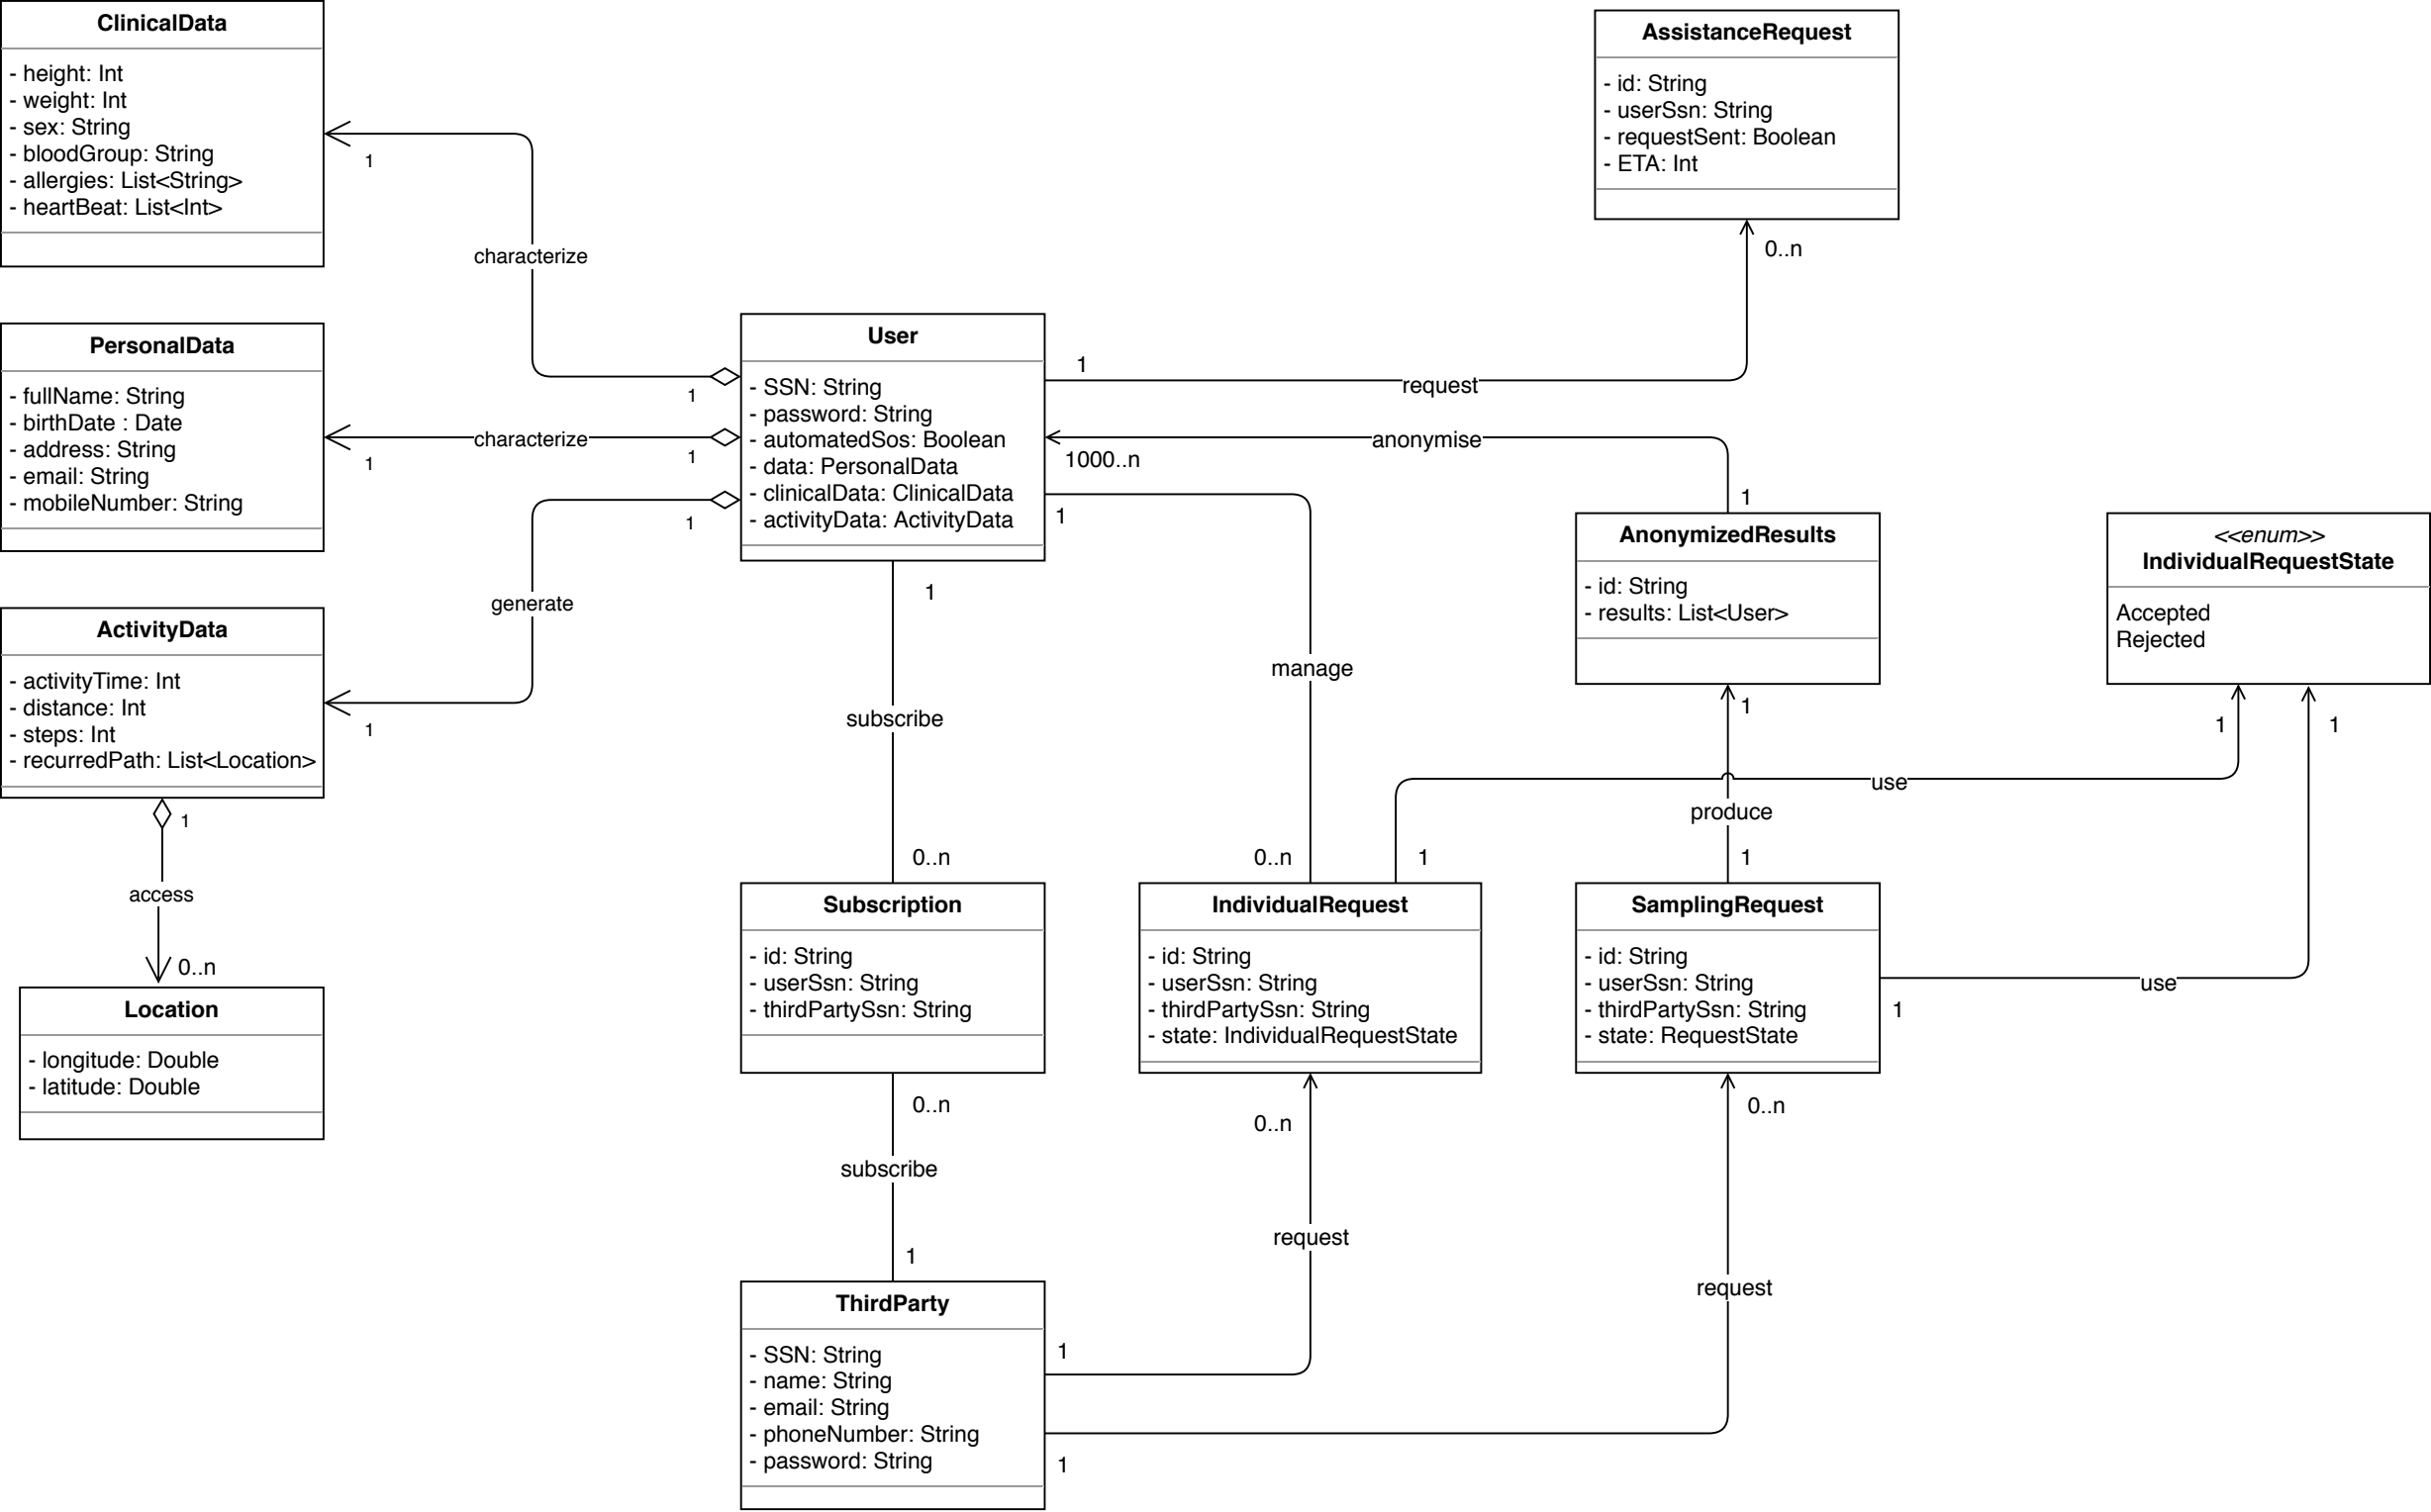 ClinicalData
- height: Int
- weight: Int
- sex: String
- bloodGroup: String
- allergies: List<String>
- heartBeat: List<Int>
1
characterize
1
PersonalData
- fullName: String
- birthDate : Date
- address: String
- email: String
- mobileNumber: String
1
characterize
1
ActivityData
- activityTime: Int
- distance: Int
- steps: Int
- recurredPath: List<Location>
1
generate
1
1
access
0..n
Location
- longitude: Double
- latitude: Double
User
- SSN: String
- password: String
- automatedSos: Boolean
- data: PersonalData
- clinicalData: ClinicalData
- activityData: ActivityData
AssistanceRequest
- id: String
- userSsn: String
- requestSent: Boolean
- ETA: Int
0..n
1
request
anonymise
1000..n
1
1
manage
0..n
1
subscribe
0..n
AnonymizedResults
- id: String
- results: List<User>
<<enum>>
IndividualRequestState
Accepted
Rejected
1
1
1
use
produce
1
1
Subscription
- id: String
- userSsn: String
- thirdPartySsn: String
IndividualRequest
- id: String
- userSsn: String
- thirdPartySsn: String
- state: IndividualRequestState
SamplingRequest
- id: String
- userSsn: String
- thirdPartySsn: String
- state: RequestState
use
1
0..n
subscribe
1
0..n
request
1
0..n
request
1
ThirdParty
- SSN: String
- name: String
- email: String
- phoneNumber: String
- password: String